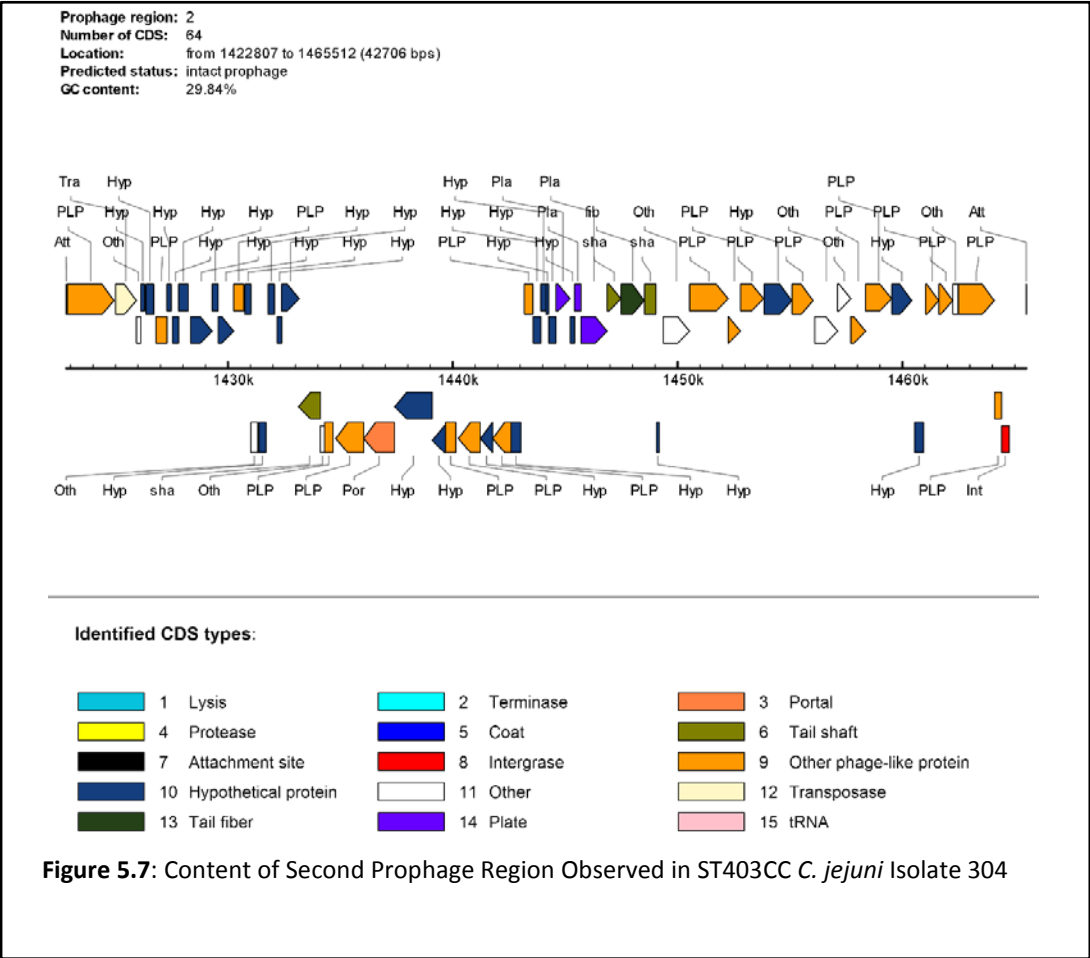 Prophage region: 2
Number of CDS: 64
Location: from 1422807 to 1465512 (42706 bps)
Predicted status: intact prophage
GC content: 29.84%
Tra Hyp Hyp Pla Pla PLP
PLP Hyp Hyp Hyp Hyp PLP Hyp Hyp Hyp Hyp Pla fib Oth PLP Hyp Oth PLP PLP Oth Att
Att Oth PLP Hyp Hyp Hyp Hyp Hyp PLP Hyp Hyp sha sha PLP PLP PLP Oth Hyp PLP PLP
1430k 1440k 1450k 1460k
Oth Hyp sha Oth PLP PLP Por Hyp Hyp PLP PLP Hyp PLP Hyp Hyp Hyp PLP Int
Identified CDS types:
1 Lysis 2 Terminase 3 Portal
4 Protease 5 Coat 6 Tail shaft
7 Attachment site 8 Intergrase 9 Other phage-like protein
10 Hypothetical protein 11 Other 12 Transposase
13 Tail fiber 14 Plate 15 tRNA
Figure 5.7: Content of Second Prophage Region Observed in ST403CC C. jejuni Isolate 304